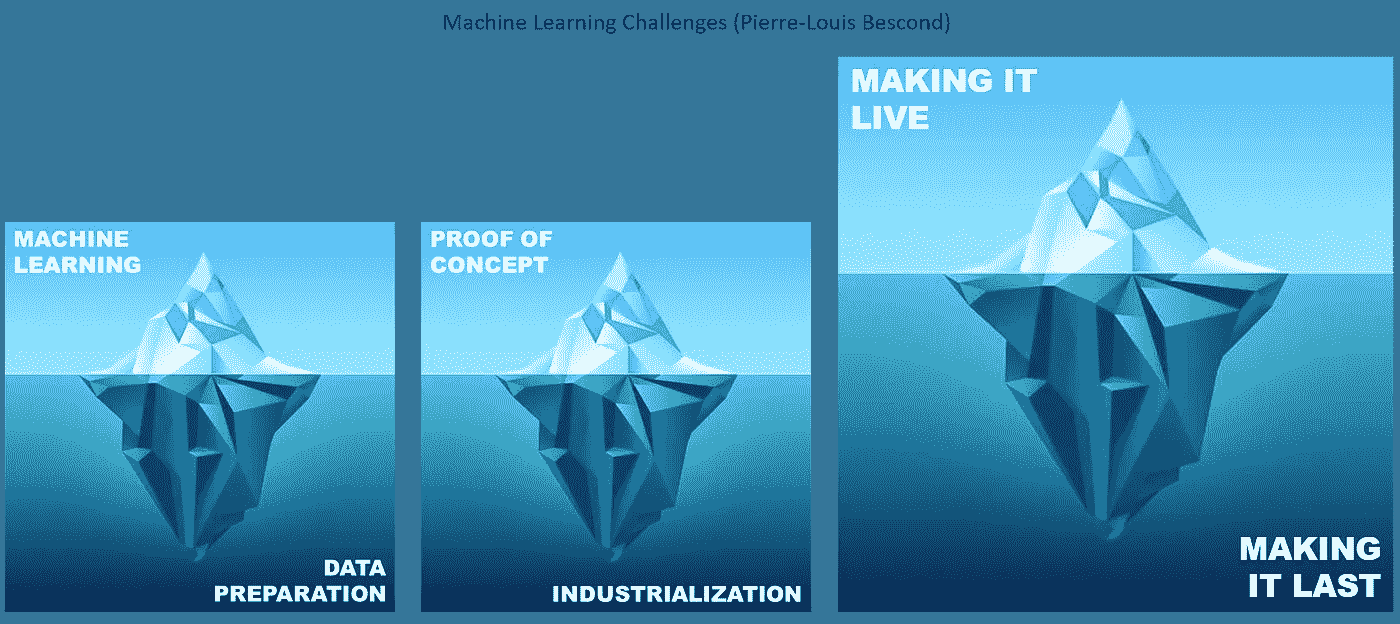 Machine Learning Challenges (Pierre-Louis Bescond)
MACHINE
LEARNING
DATA
PREPARATION
PROOF OF
CONCEPT
INDUSTRIALIZATION
MAKING IT
LIVE
MAKING
IT LAST